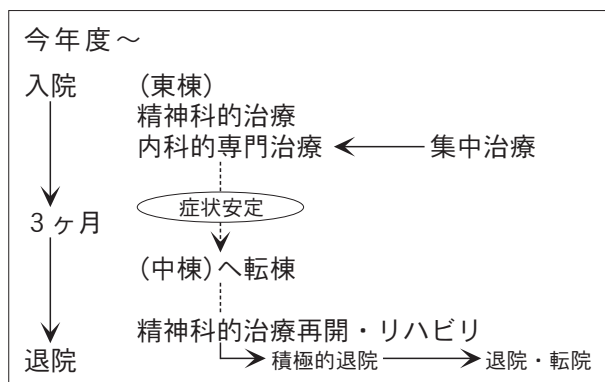 今年度～
入院 (東棟)
精神科的治療
内科的専門治療 集中治療
症状安定
3ヶ月
(中棟)へ転棟
精神科的治療再開・リハビリ
退院 積極的退院 退院・転院